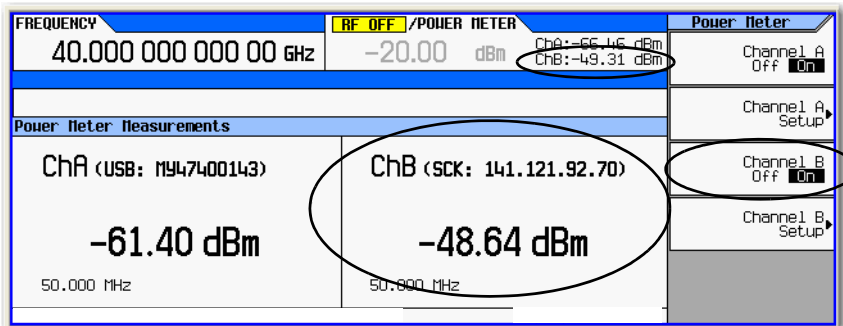 FREQUENCY
RF OFF /POWER METER
Power Meter
40.000 000 000 00 GHz
-20.00 dBm
ChA:-66.46 dBm
ChB:-49.31 dBm
Channel A
Off On
Channel A
Setup
Power Meter Measurements
ChA (USB: MY47400143)
ChB (SCK: 141.121.92.70)
Channel B
Off On
-61.40 dBm
-48.64 dBm
Channel B
Setup
50.000 MHz
50.000 MHz